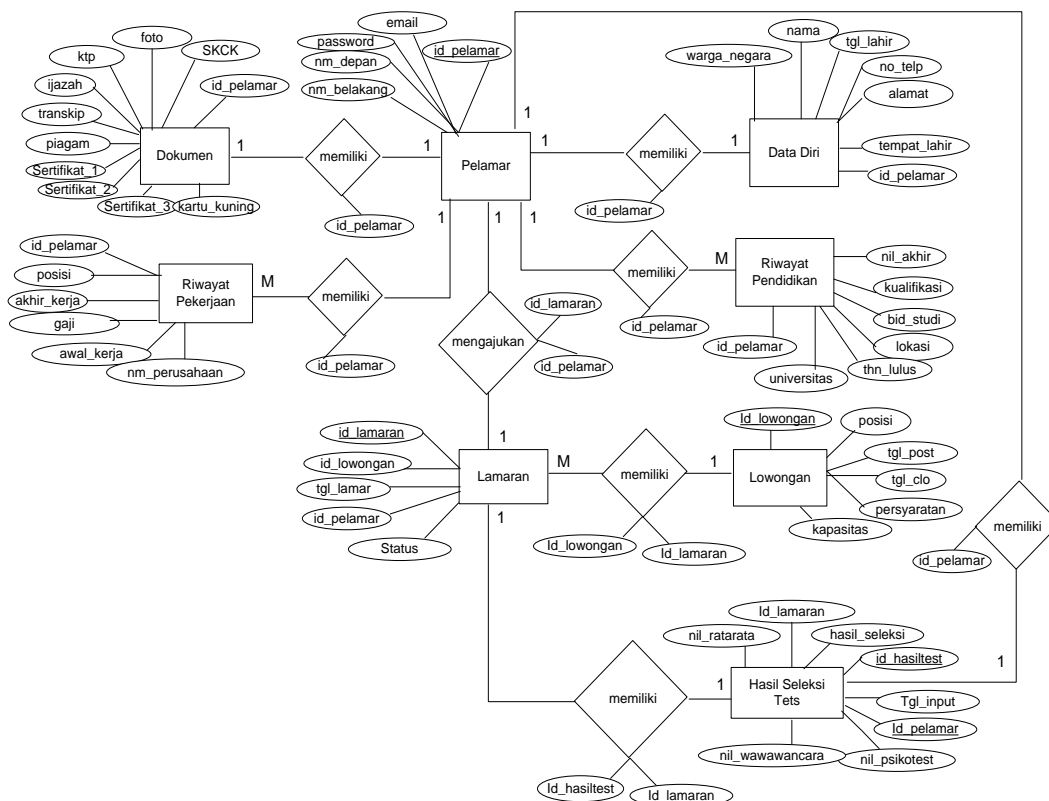 foto
SKCK
ktp
ijazah
id_pelamar
transkip
piagam
Sertifikat_1
Sertifikat_2
Sertifikat_3
kartu_kuning
Dokumen
1
memiliki
id_pelamar
1
email
password
id_pelamar
nm_depan
nm_belakang
Pelamar
1
1
memiliki
id_pelamar
1
nama
tgl_lahir
warga_negara
no_telp
alamat
Data Diri
tempat_lahir
id_pelamar
id_pelamar
posisi
akhir_kerja
gaji
awal_kerja
nm_perusahaan
Riwayat
Pekerjaan
M
memiliki
id_pelamar
1
1
1
mengajukan
id_lamaran
id_pelamar
memiliki
id_pelamar
M
Riwayat
Pendidikan
nil_akhir
kualifikasi
bid_studi
lokasi
thn_lulus
universitas
id_pelamar
1
id_lamaran
id_lowongan
tgl_lamar
id_pelamar
Status
Lamaran
M
1
memiliki
Id_lowongan
Id_lamaran
1
Id_lowongan
posisi
tgl_post
tgl_clo
persyaratan
kapasitas
Lowongan
memiliki
id_pelamar
1
memiliki
Id_hasiltest
Id_lamaran
1
Id_lamaran
nil_ratarata
hasil_seleksi
id_hasiltest
Hasil Seleksi
Tets
Tgl_input
Id_pelamar
nil_wawawancara
nil_psikotest